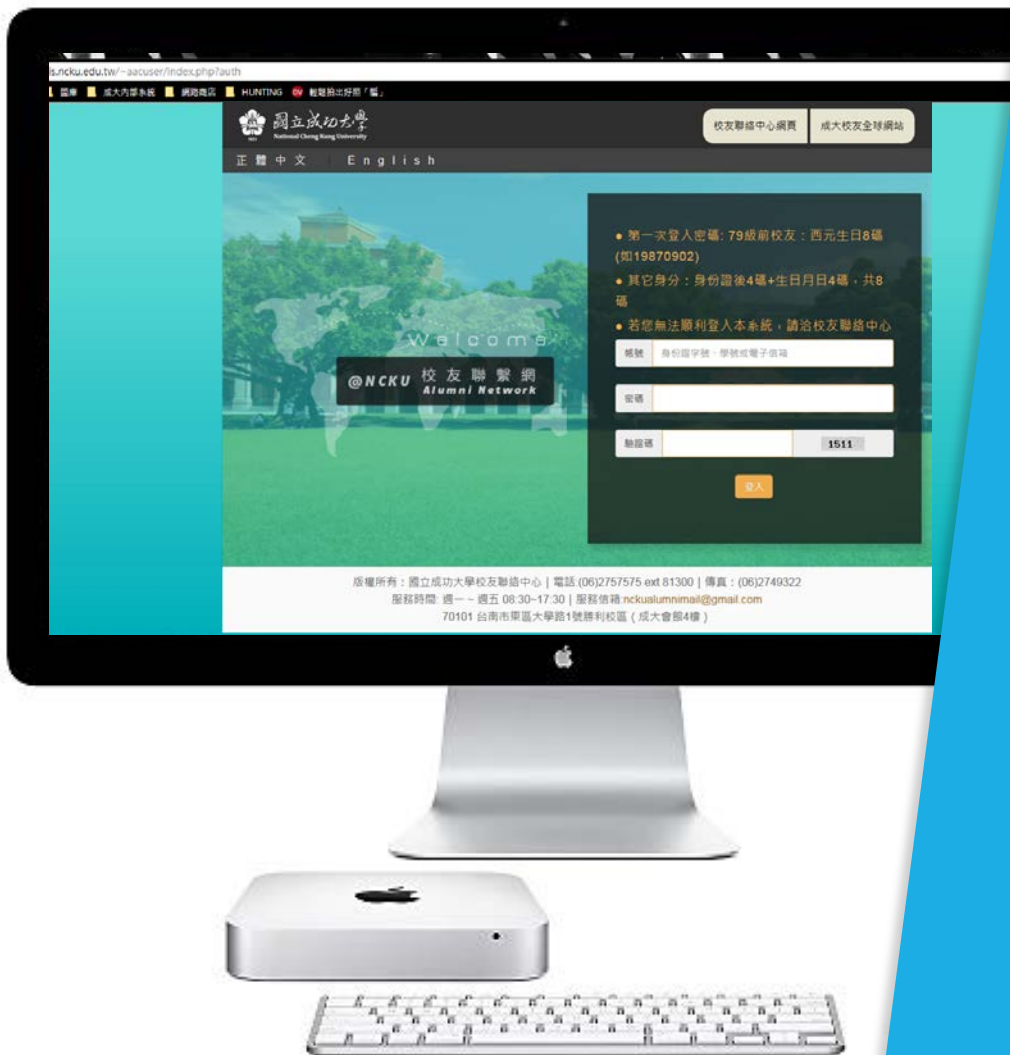 ls.ncku.edu.tw/~aacuser/index.php?auth
圖庫 成大內部系統 網路商店 HUNTING 輕鬆拍出好照「騙」
國立成功大學
National Cheng Kung University
校友聯絡中心網頁 成大校友全球網站
正體中文 | English
● 第一次登入密碼: 79級前校友：西元生日8碼
(如19870902)
● 其它身分：身份證後4碼+生日月日4碼，共8
碼
● 若您無法順利登入本系統，請洽校友聯絡中心
Welcome
@NCKU 校友聯繫網
Alumni Network
帳號 身份證字號、學號或電子信箱
密碼
驗證碼 1511
登入
版權所有：國立成功大學校友聯絡中心 | 電話:(06)2757575 ext 81300 | 傳真：(06)2749322
服務時間: 週一 ~ 週五 08:30~17:30 | 服務信箱:nckualumnimail@gmail.com
70101 台南市東區大學路1號勝利校區 ( 成大會館4樓 )